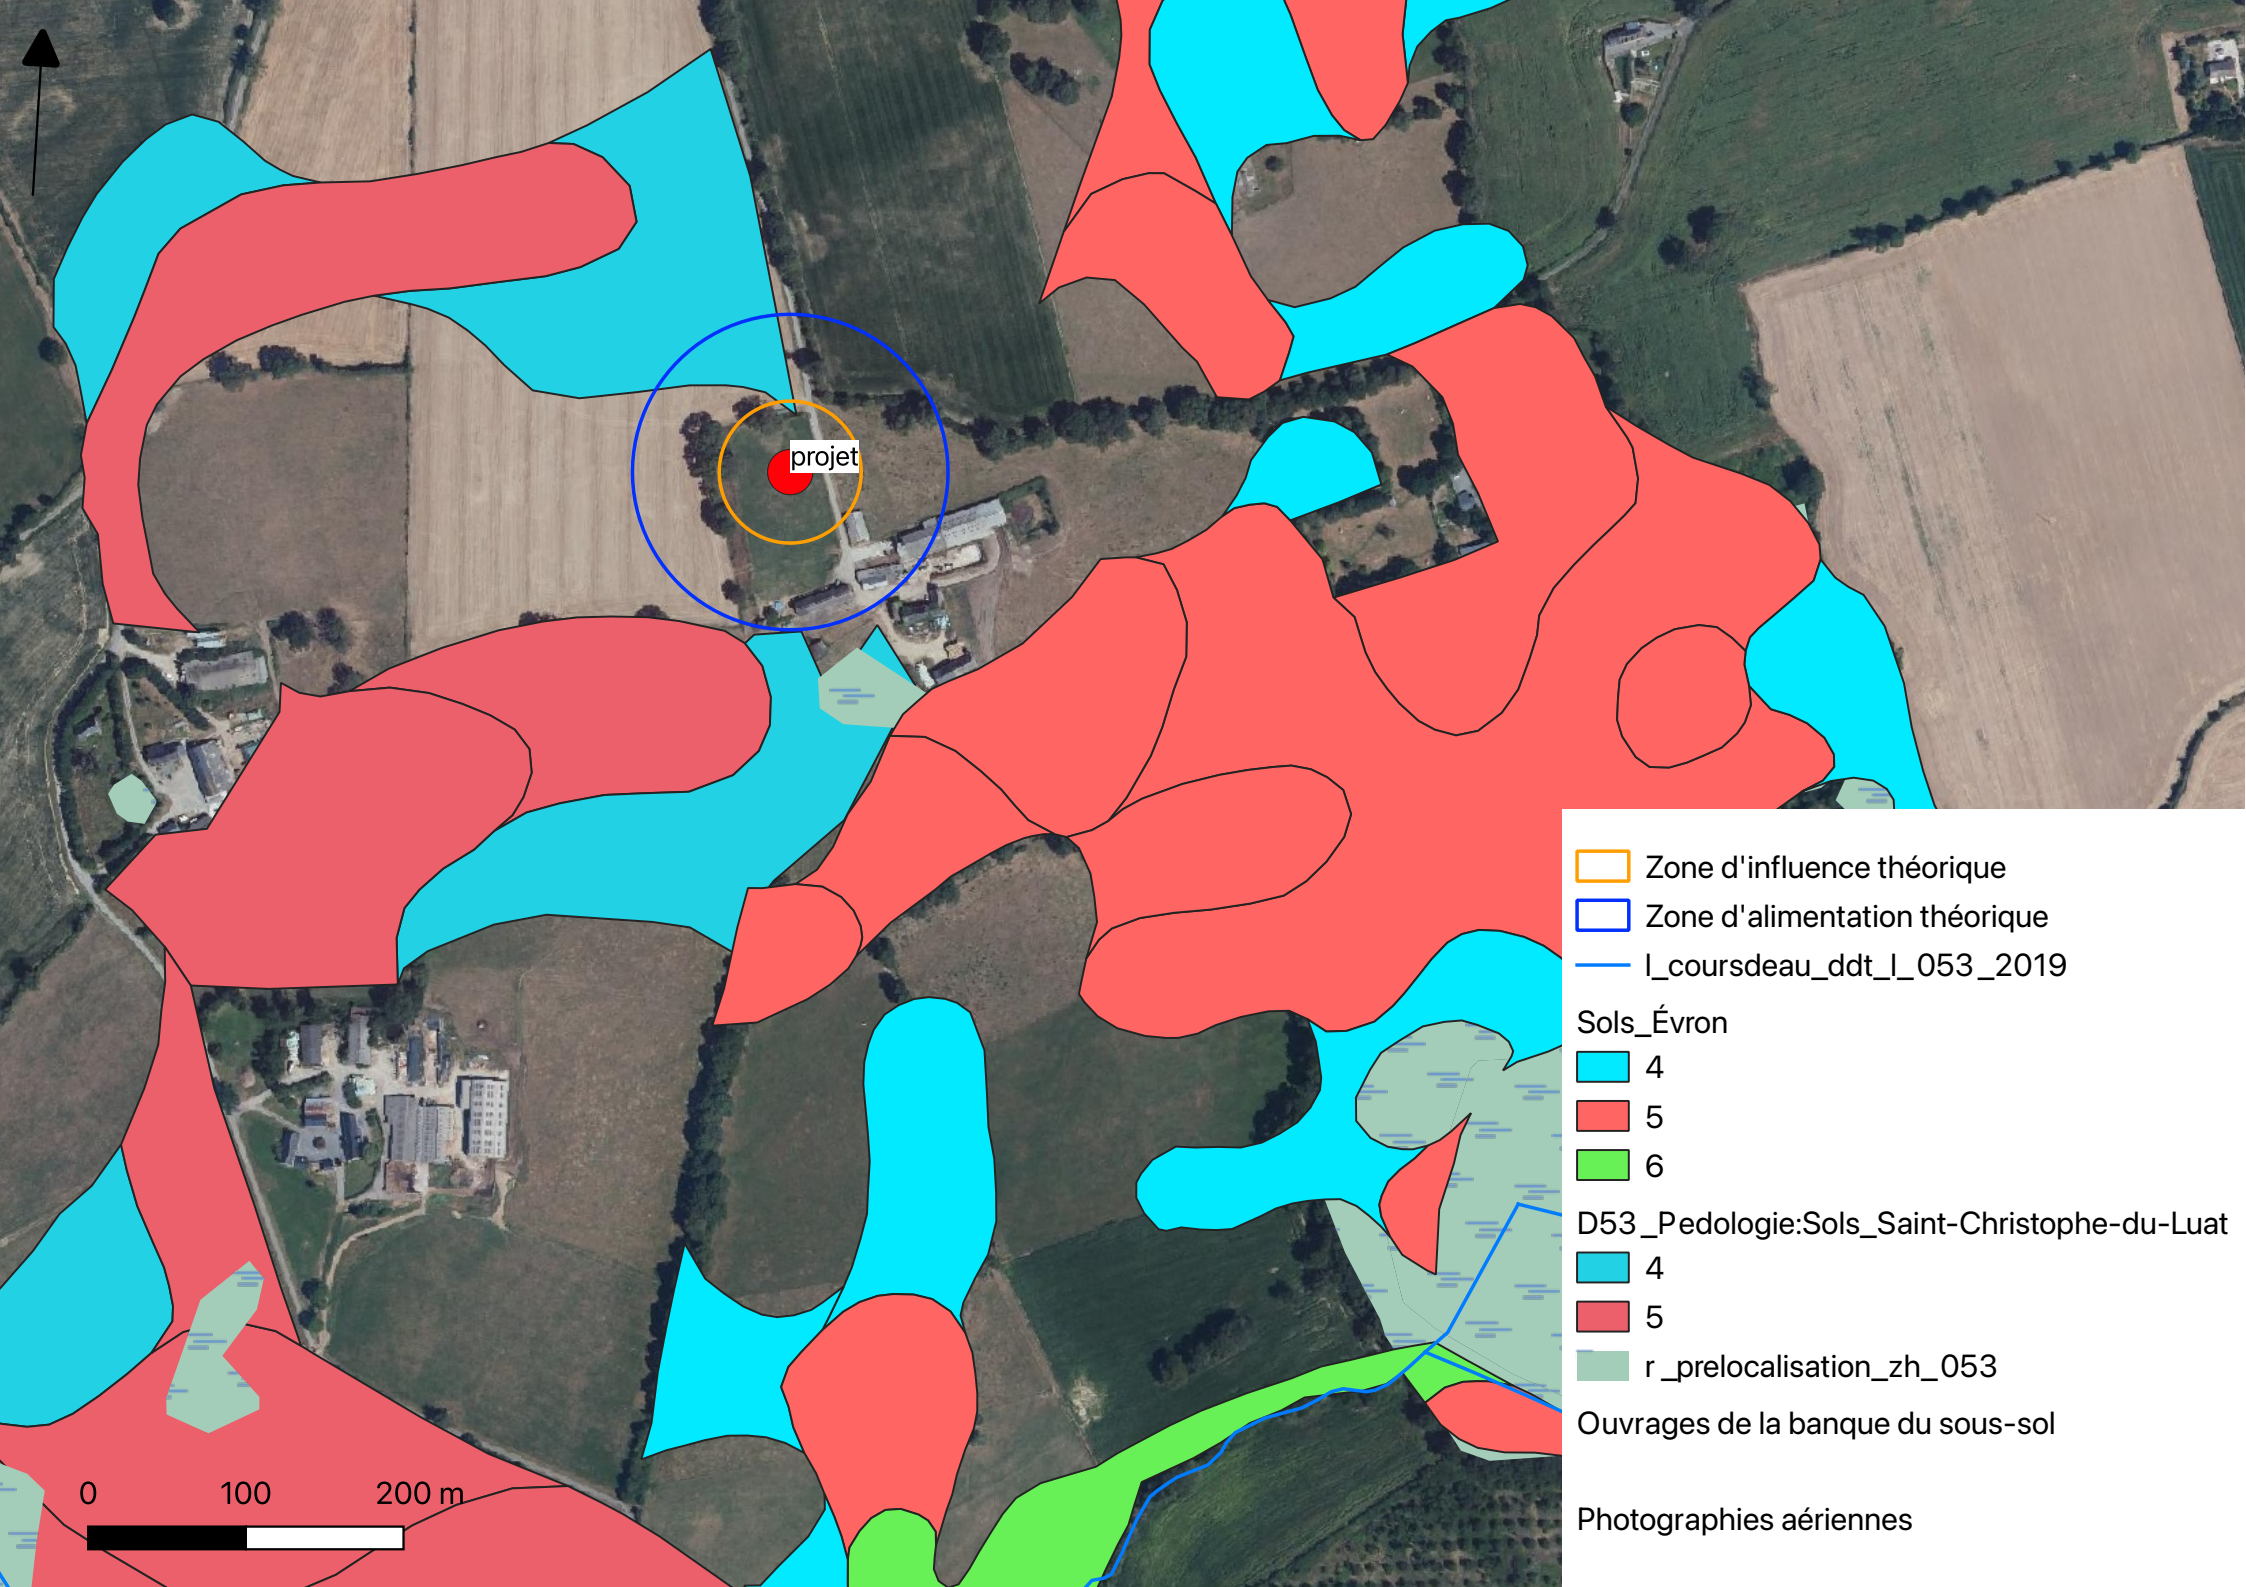 projet
Zone d'influence théorique
Zone d'alimentation théorique
l_coursdeau_ddt_l_053_2019
Sols_Évron
4
5
6
D53_Pedologie:Sols_Saint-Christophe-du-Luat
4
5
r_prelocalisation_zh_053
Ouvrages de la banque du sous-sol
Photographies aériennes
0 100 200 m